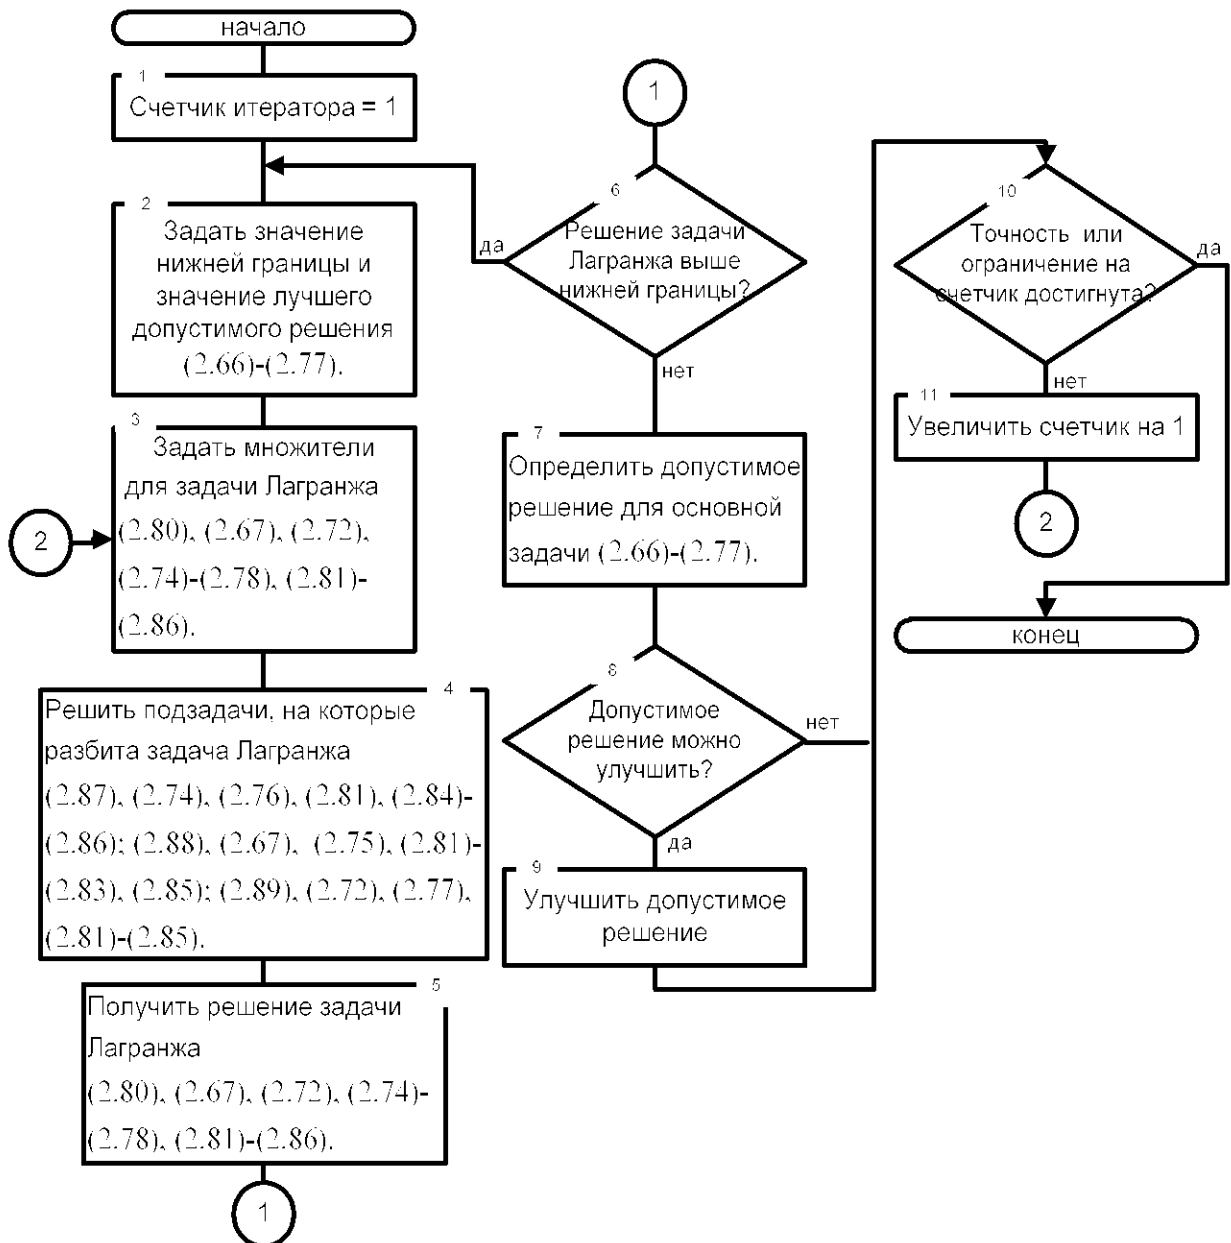 начало
1
Счетчик итератора = 1
2
Задать значение
нижней границы и
значение лучшего
допустимого решения
(2.66)-(2.77).
3
Задать множители
для задачи Лагранжа
(2.80), (2.67), (2.72),
(2.74)-(2.78), (2.81)-
(2.86).
2
4
Решить подзадачи, на которые
разбита задача Лагранжа
(2.87), (2.74), (2.76), (2.81), (2.84)-
(2.86); (2.88), (2.67), (2.75), (2.81)-
(2.83), (2.85); (2.89), (2.72), (2.77),
(2.81)-(2.85).
5
Получить решение задачи
Лагранжа
(2.80), (2.67), (2.72), (2.74)-
(2.78), (2.81)-(2.86).
1
1
6
Решение задачи
Лагранжа выше
нижней границы?
да
нет
7
Определить допустимое
решение для основной
задачи (2.66)-(2.77).
8
Допустимое
решение можно
улучшить?
нет
да
9
Улучшить допустимое
решение
10
Точность или
ограничение на
счетчик достигнута?
да
нет
11
Увеличить счетчик на 1
2
конец